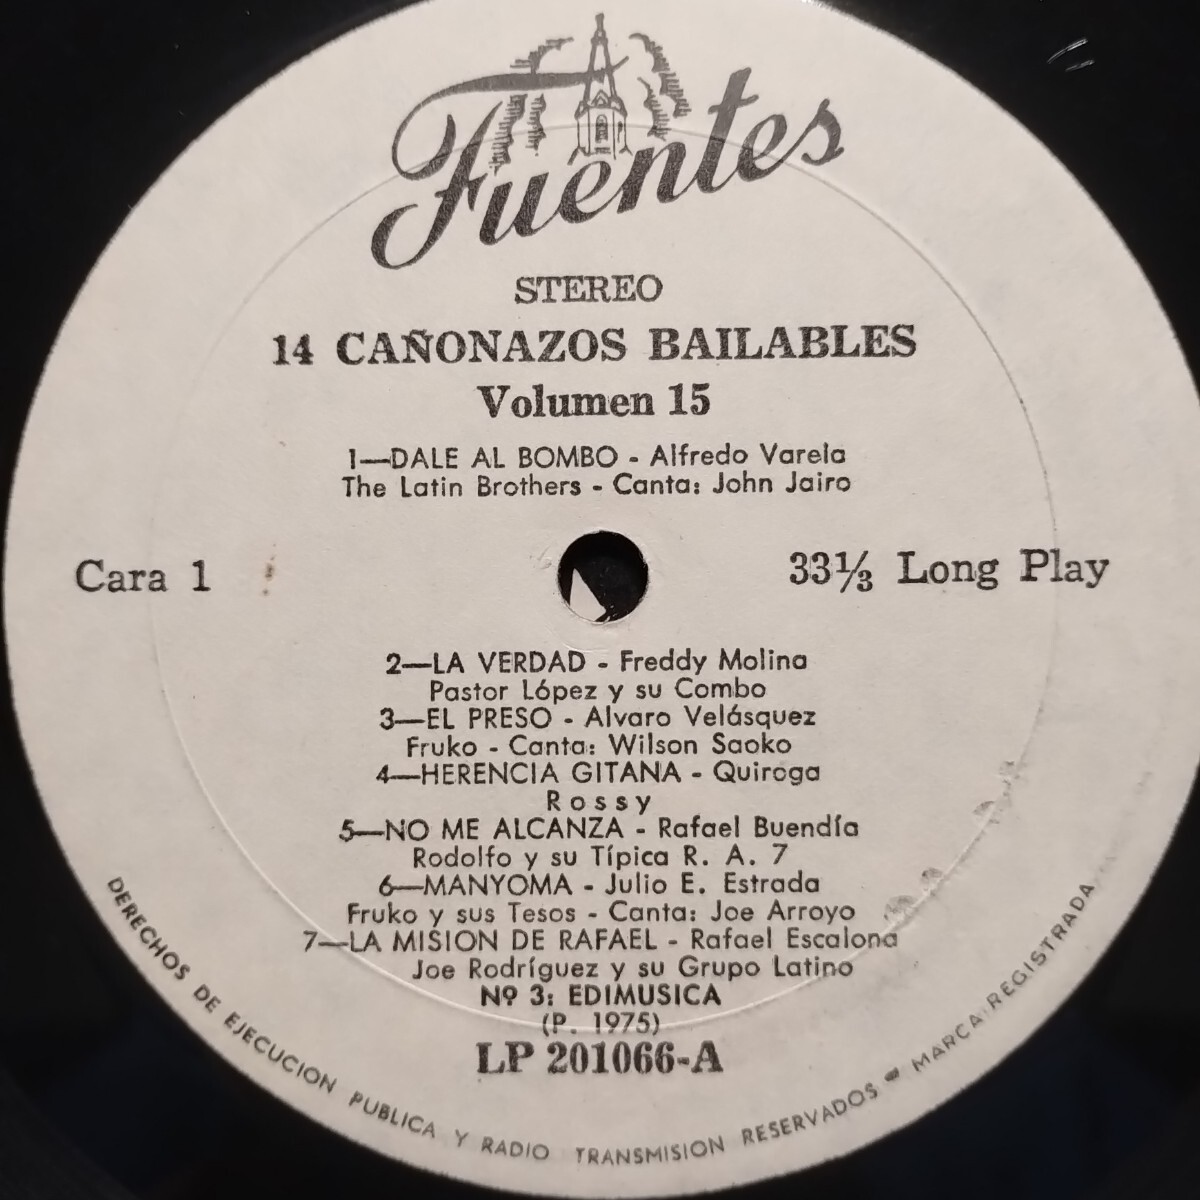 Fuentes
STEREO
14 CAÑONAZOS BAILABLES
Volumen 15
1—DALE AL BOMBO - Alfredo Varela
The Latin Brothers - Canta: John Jairo
Cara 1
33⅓ Long Play
2—LA VERDAD - Freddy Molina
Pastor López y su Combo
3—EL PRESO - Alvaro Velásquez
Fruko - Canta: Wilson Saoko
4—HERENCIA GITANA - Quiroga
Rossy
5—NO ME ALCANZA - Rafael Buendía
Rodolfo y su Típica R. A. 7
6—MANYOMA - Julio E. Estrada
Fruko y sus Tesos - Canta: Joe Arroyo
7—LA MISION DE RAFAEL - Rafael Escalona
Joe Rodríguez y su Grupo Latino
Nº 3: EDIMUSICA
(P. 1975)
LP 201066-A
DERECHOS DE EJECUCION PUBLICA Y RADIO TRANSMISION RESERVADOS - MARCA REGISTRADA